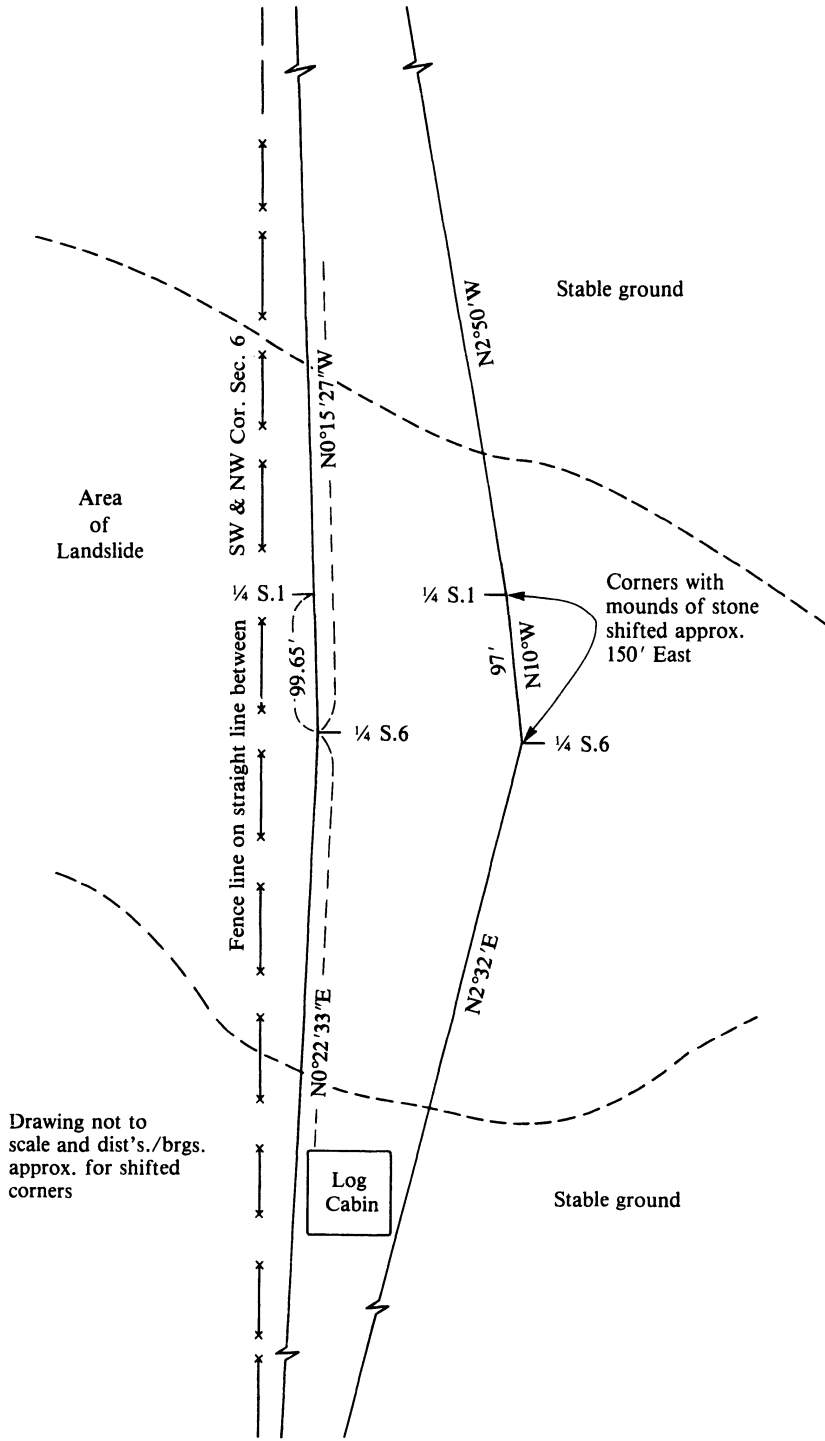 Stable ground
N2°50'W
N0°15'27"W
SW & NW Cor. Sec. 6
Fence line on straight line between
Area
of
Landslide
¼ S.1
¼ S.1
Corners with
mounds of stone
shifted approx.
150' East
99.65'
97'
N10°W
¼ S.6
¼ S.6
N2°32'E
N0°22'33"E
Drawing not to
scale and dist's./brgs.
approx. for shifted
corners
Log
Cabin
Stable ground